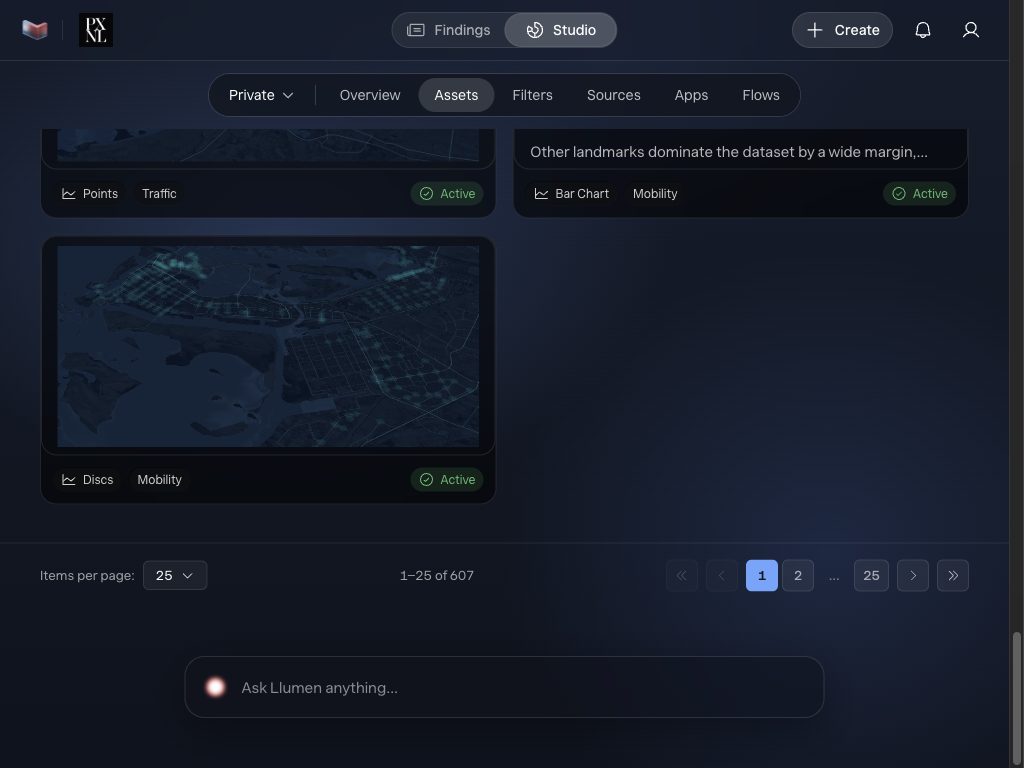 PX
NL
Findings
Studio
Create
Private
Overview
Assets
Filters
Sources
Apps
Flows
Other landmarks dominate the dataset by a wide margin,...
Points
Traffic
Active
Bar Chart
Mobility
Active
Discs
Mobility
Active
Items per page:
25
1–25 of 607
1
2
...
25
Ask Llumen anything...